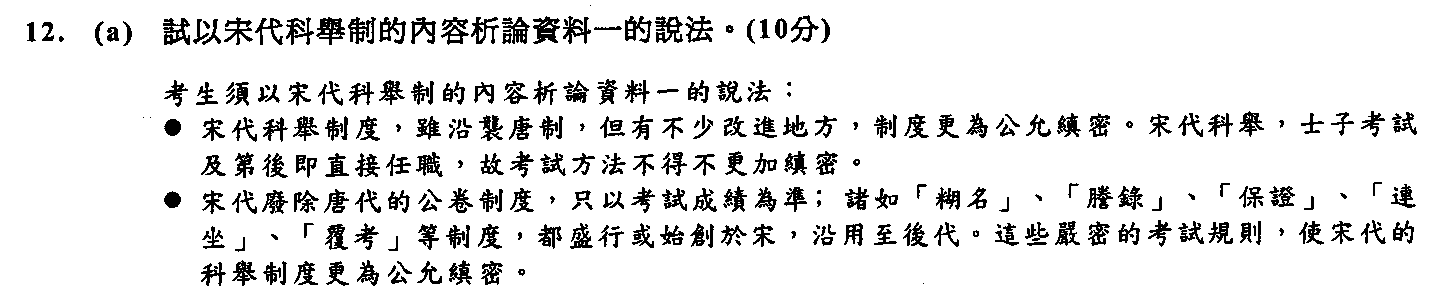 12. (a) 試以宋代科舉制的內容析論資料一的說法。(10分)
考生須以宋代科舉制的內容析論資料一的說法：
● 宋代科舉制度，雖沿襲唐制，但有不少改進地方，制度更為公允縝密。宋代科舉，士子考試
及第後即直接任職，故考試方法不得不更加縝密。
● 宋代廢除唐代的公卷制度，只以考試成績為準；諸如「糊名」、「謄錄」、「保證」、「連
坐」、「覆考」等制度，都盛行或始創於宋，沿用至後代。這些嚴密的考試規則，使宋代的
科舉制度更為公允縝密。